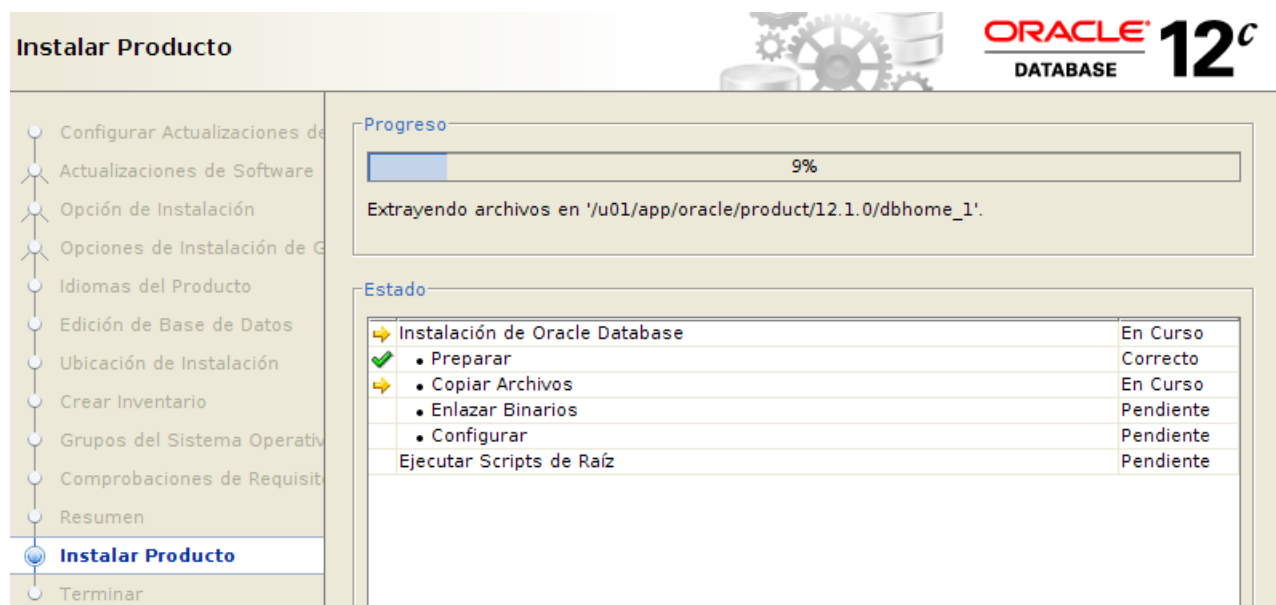 Instalar Producto
ORACLE 12c
DATABASE
Configurar Actualizaciones de
Actualizaciones de Software
Opción de Instalación
Opciones de Instalación de G
Idiomas del Producto
Edición de Base de Datos
Ubicación de Instalación
Crear Inventario
Grupos del Sistema Operativ
Comprobaciones de Requisit
Resumen
Instalar Producto
Terminar
Progreso
9%
Extrayendo archivos en '/u01/app/oracle/product/12.1.0/dbhome_1'.
Estado
Instalación de Oracle Database En Curso
• Preparar Correcto
• Copiar Archivos En Curso
• Enlazar Binarios Pendiente
• Configurar Pendiente
Ejecutar Scripts de Raíz Pendiente